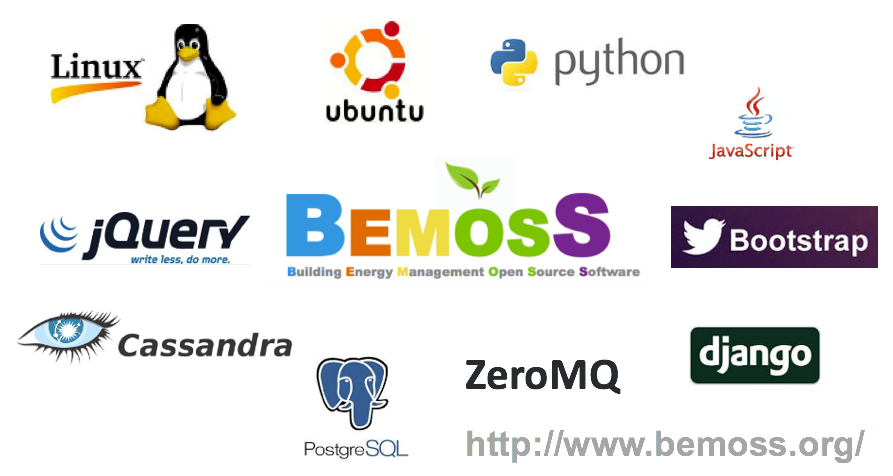 Linux
ubuntu
python
JavaScript
jQuery
write less, do more.
BEMOSS
Building Energy Management Open Source Software
Bootstrap
Cassandra
django
PostgreSQL
ZeroMQ
http://www.bemoss.org/